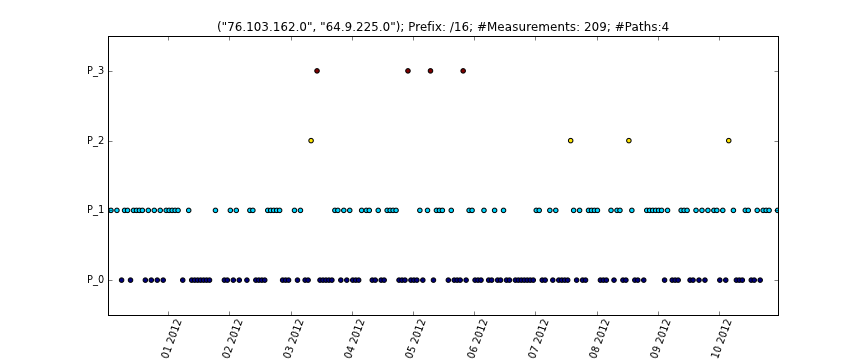 ("76.103.162.0", "64.9.225.0"); Prefix: /16; #Measurements: 209; #Paths:4
P_3
P_2
P_1
P_0
01 2012
02 2012
03 2012
04 2012
05 2012
06 2012
07 2012
08 2012
09 2012
10 2012